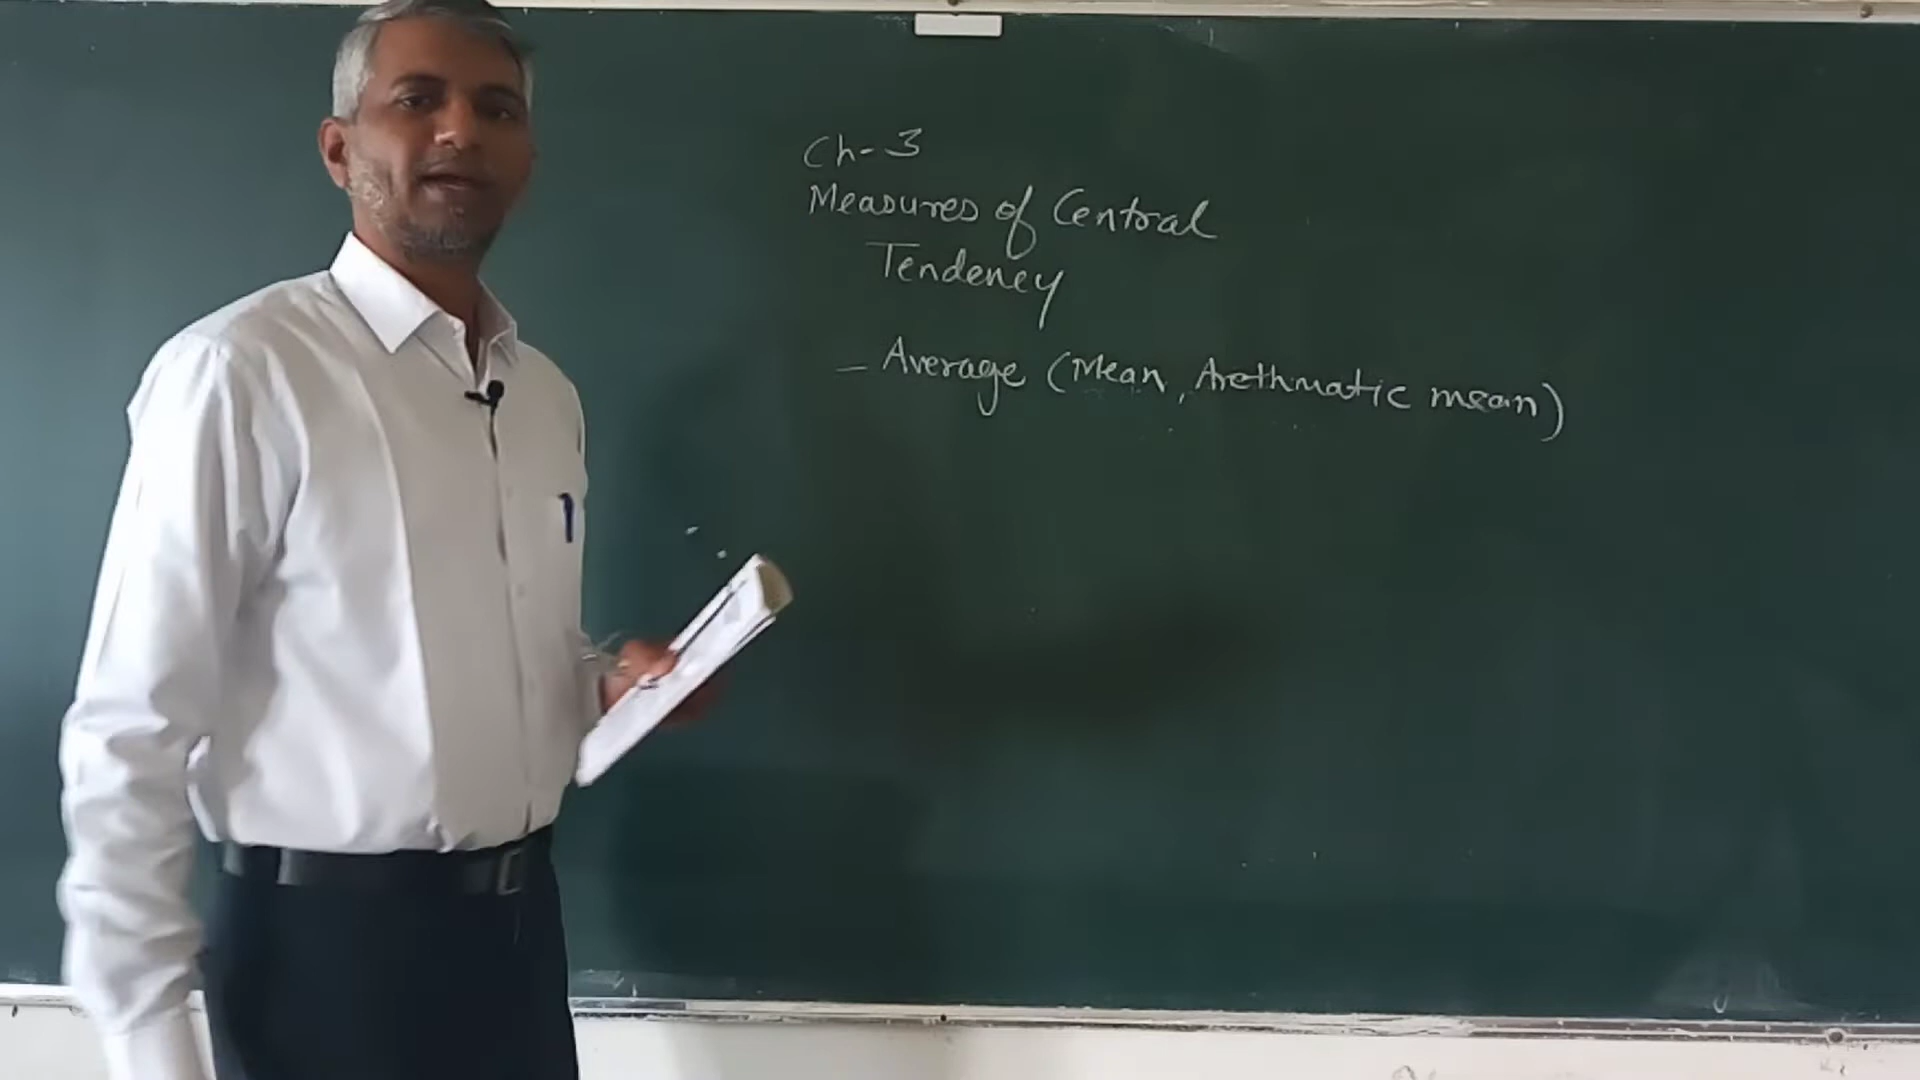 Ch-3
Measures of Central
Tendency
- Average (Mean, Arethmatic mean)